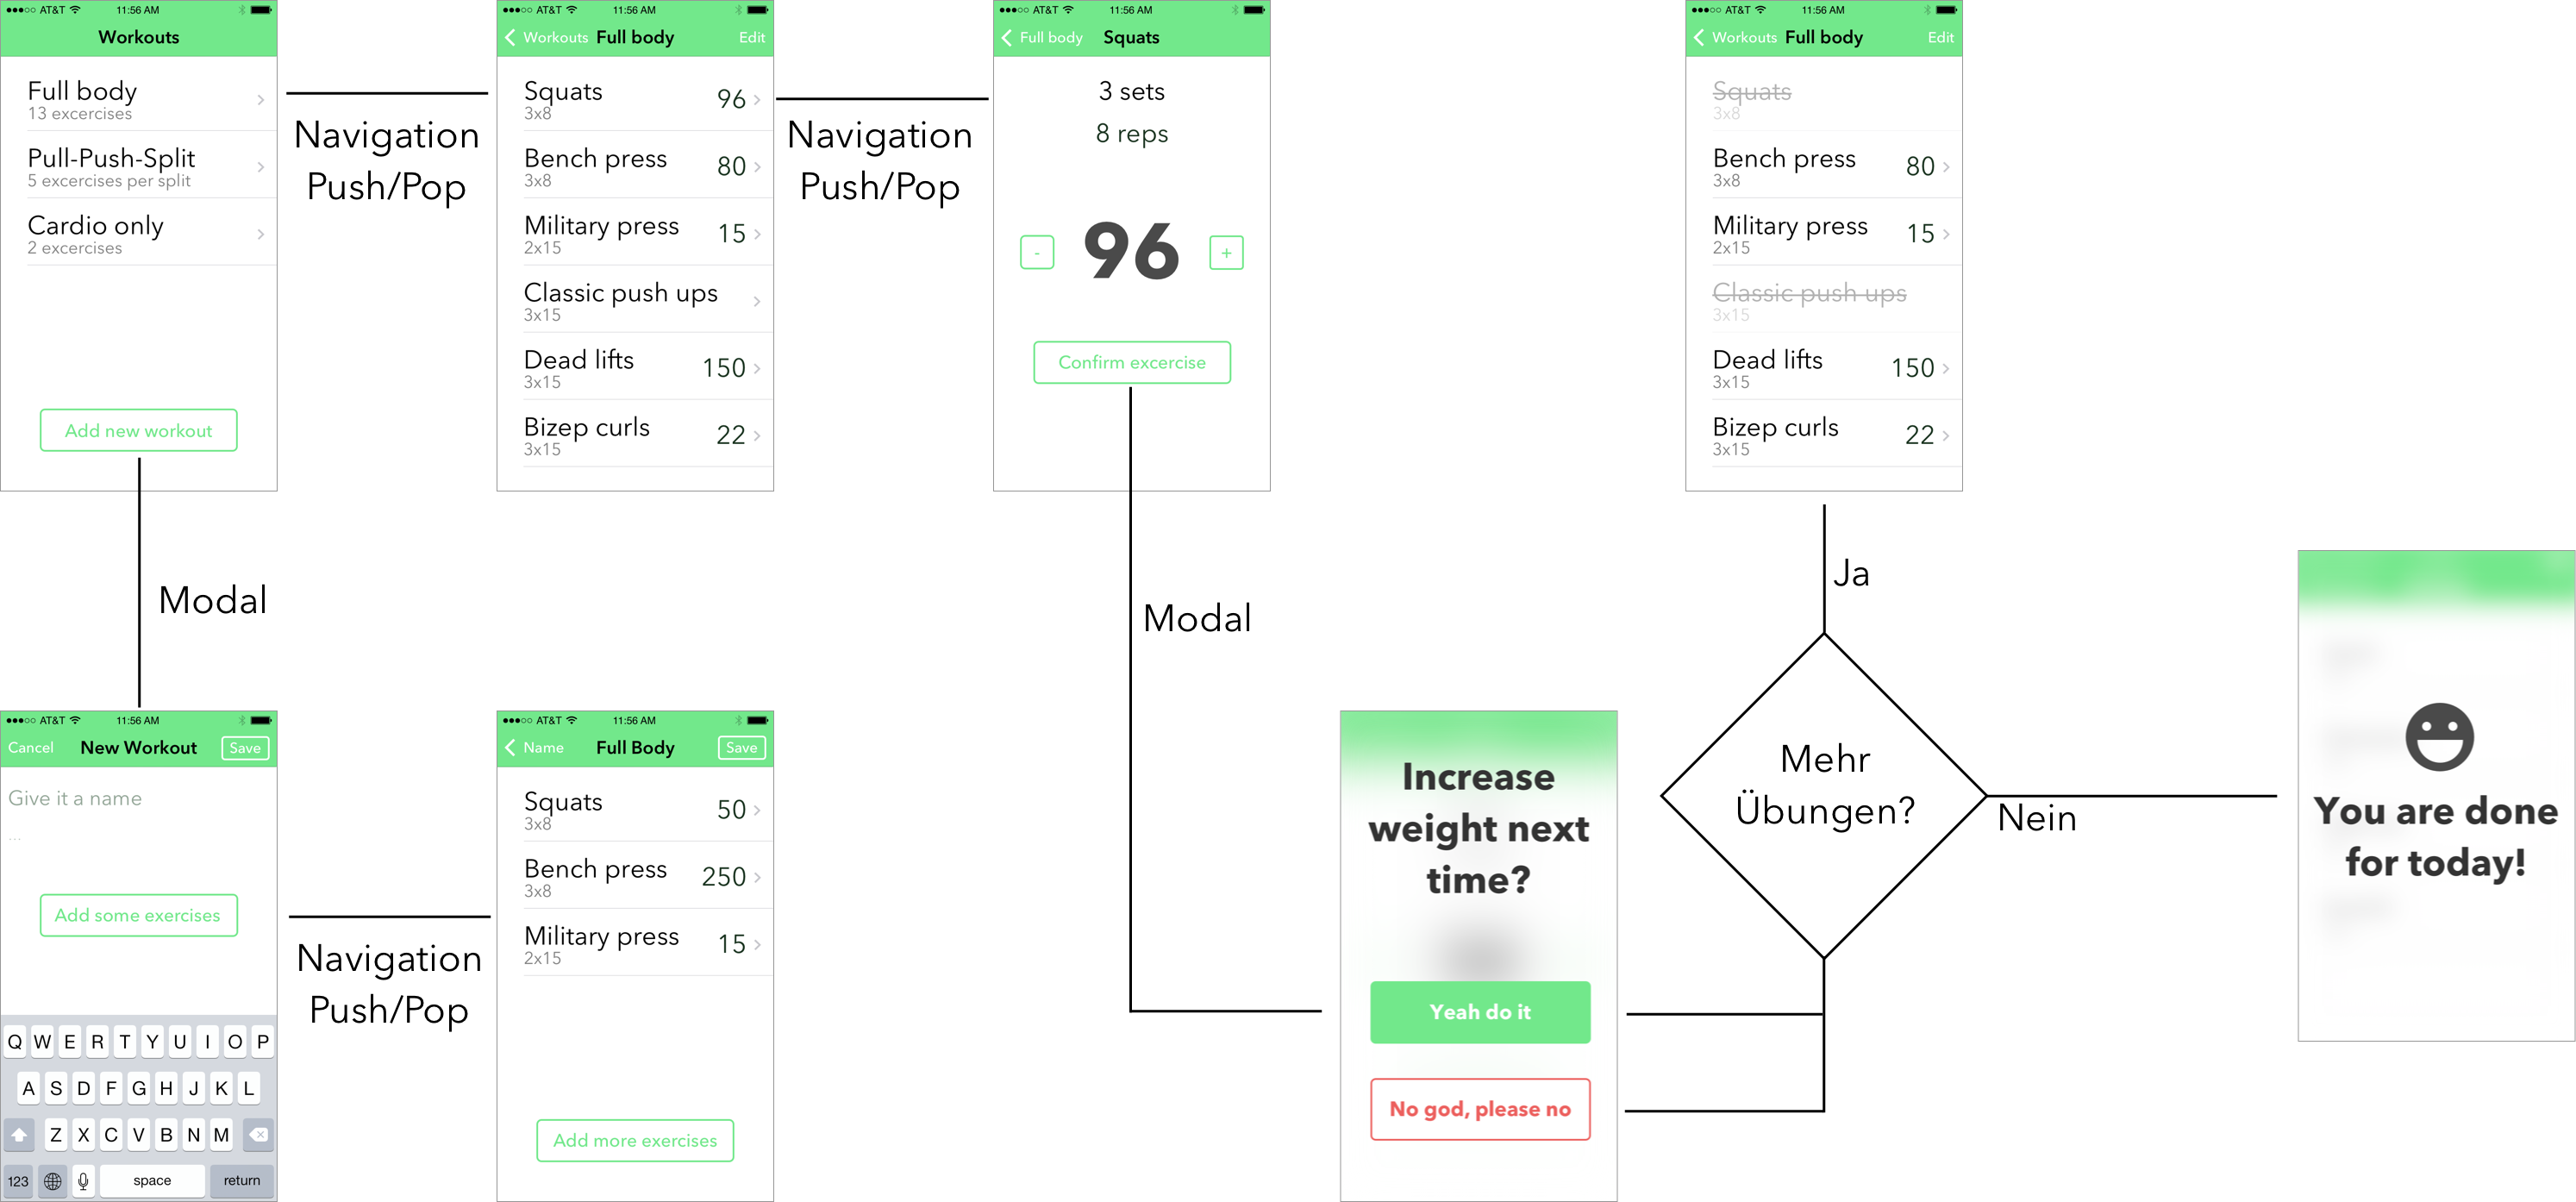 AT&T 11:56 AM
Workouts
Full body
13 excercises
Pull-Push-Split
5 excercises per split
Cardio only
2 excercises
Add new workout
Navigation
Push/Pop
AT&T 11:56 AM
Workouts Full body Edit
Squats 96
3x8
Bench press 80
3x8
Military press 15
2x15
Classic push ups
3x15
Dead lifts 150
3x15
Bizep curls 22
3x15
Navigation
Push/Pop
AT&T 11:56 AM
Full body Squats
3 sets
8 reps
- 96 +
Confirm excercise
AT&T 11:56 AM
Workouts Full body Edit
Squats
3x8
Bench press 80
3x8
Military press 15
2x15
Classic push ups
3x15
Dead lifts 150
3x15
Bizep curls 22
3x15
Modal
Modal
Ja
AT&T 11:56 AM
Cancel New Workout Save
Give it a name
...
Add some exercises
Q W E R T Y U I O P
A S D F G H J K L
Z X C V B N M
123 space return
Navigation
Push/Pop
AT&T 11:56 AM
Name Full Body Save
Squats 50
3x8
Bench press 250
3x8
Military press 15
2x15
Add more exercises
Increase
weight next
time?
Yeah do it
No god, please no
Mehr
Übungen?
Nein
You are done
for today!